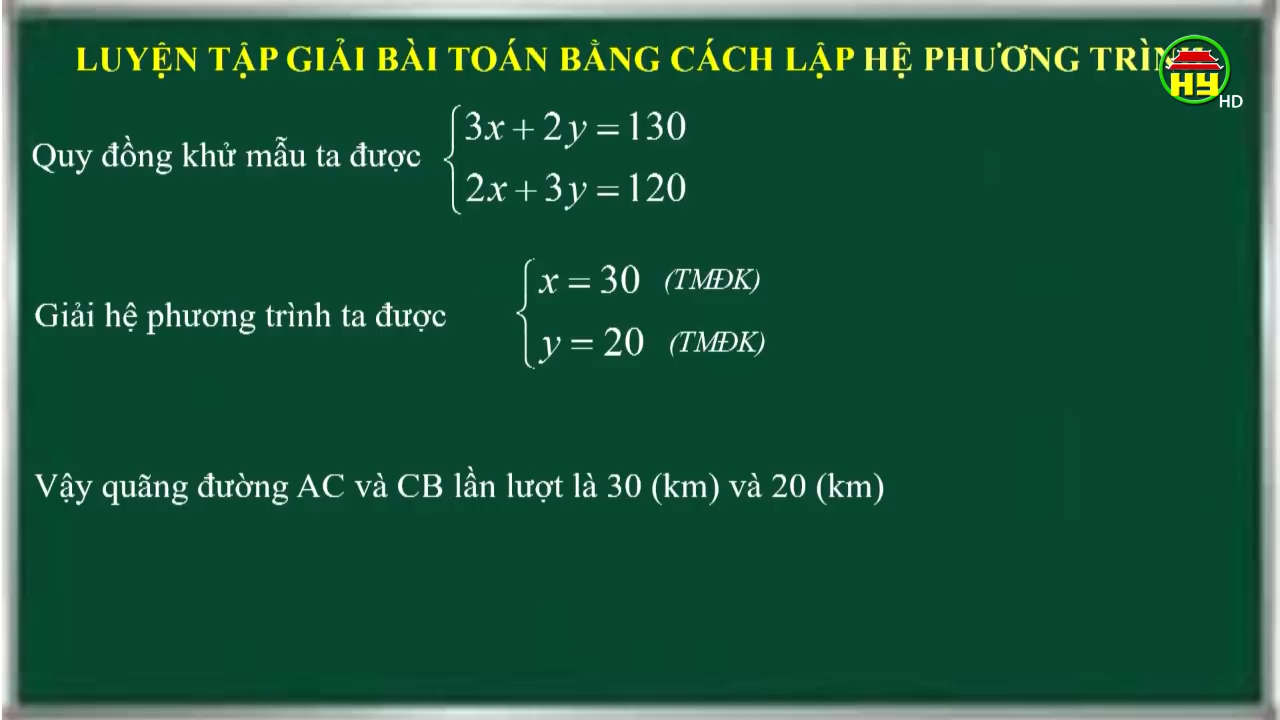 LUYỆN TẬP GIẢI BÀI TOÁN BẰNG CÁCH LẬP HỆ PHƯƠNG TRÌNH
HY
HD
Quy đồng khử mẫu ta được
3x + 2y = 130
2x + 3y = 120
Giải hệ phương trình ta được
x = 30 (TMĐK)
y = 20 (TMĐK)
Vậy quãng đường AC và CB lần lượt là 30 (km) và 20 (km)